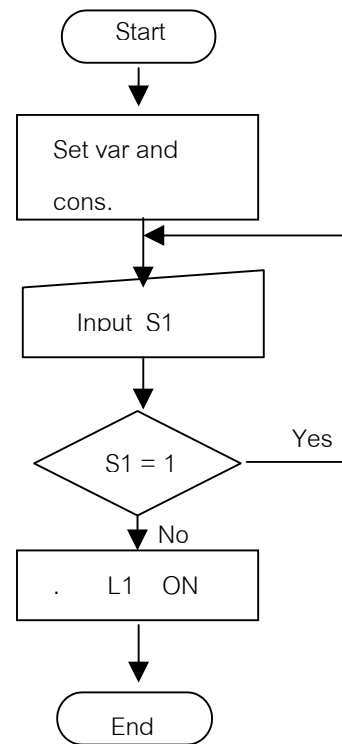 Start
Set var and
cons.
Input S1
S1 = 1
Yes
No
. L1 ON
End